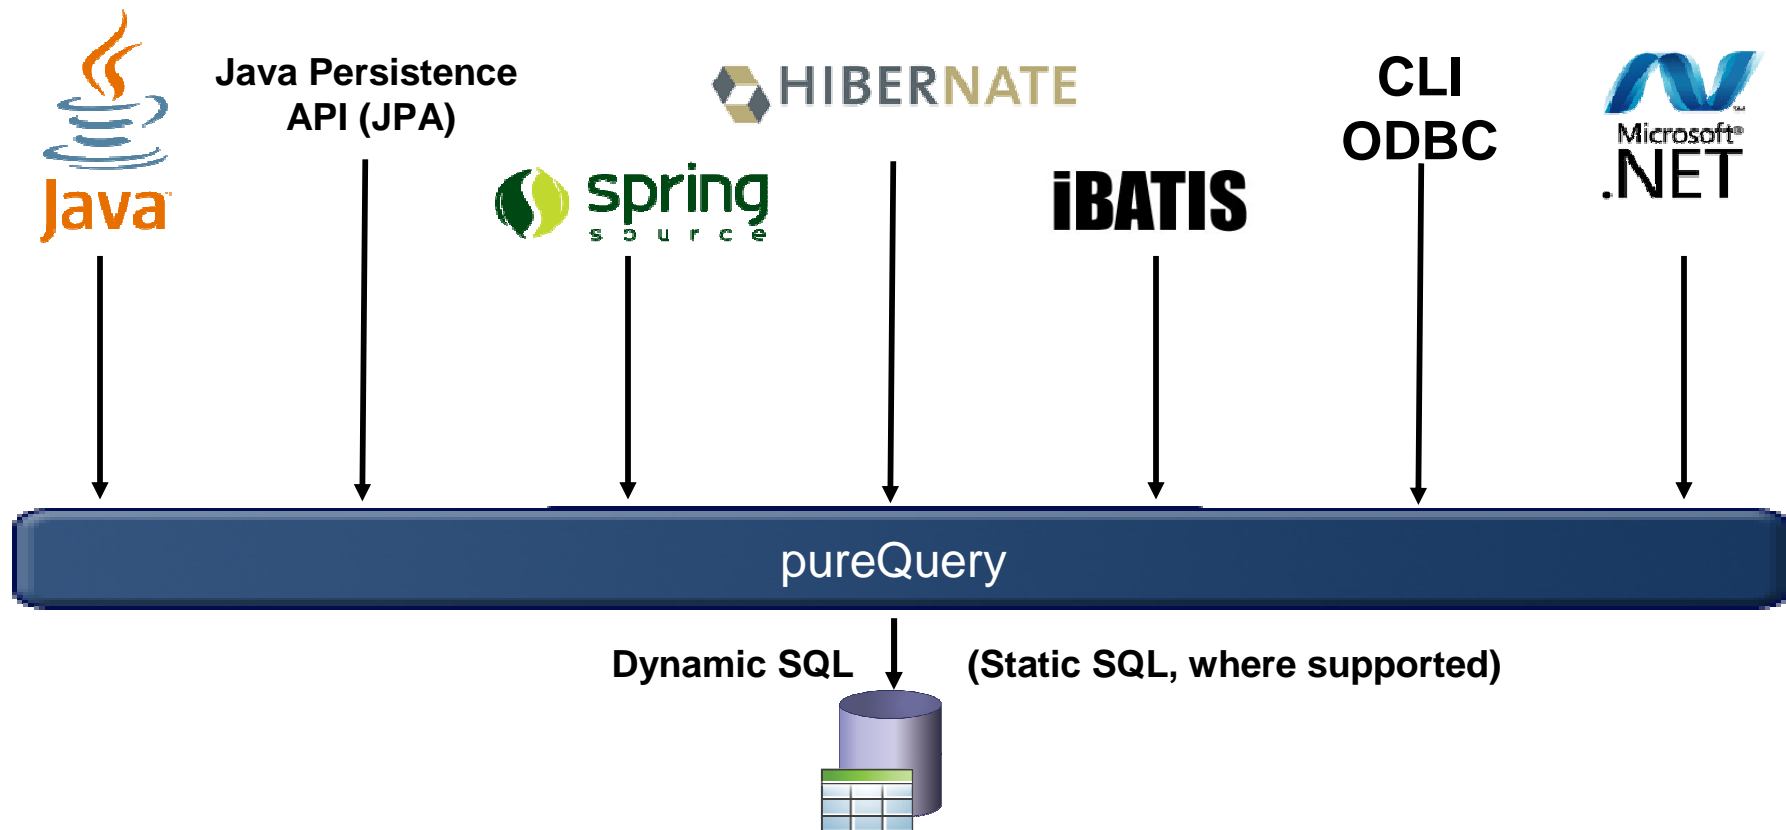 Java
Java Persistence
API (JPA)
spring
source
HIBERNATE
iBATIS
CLI
ODBC
Microsoft®
.NET
pureQuery
Dynamic SQL
(Static SQL, where supported)